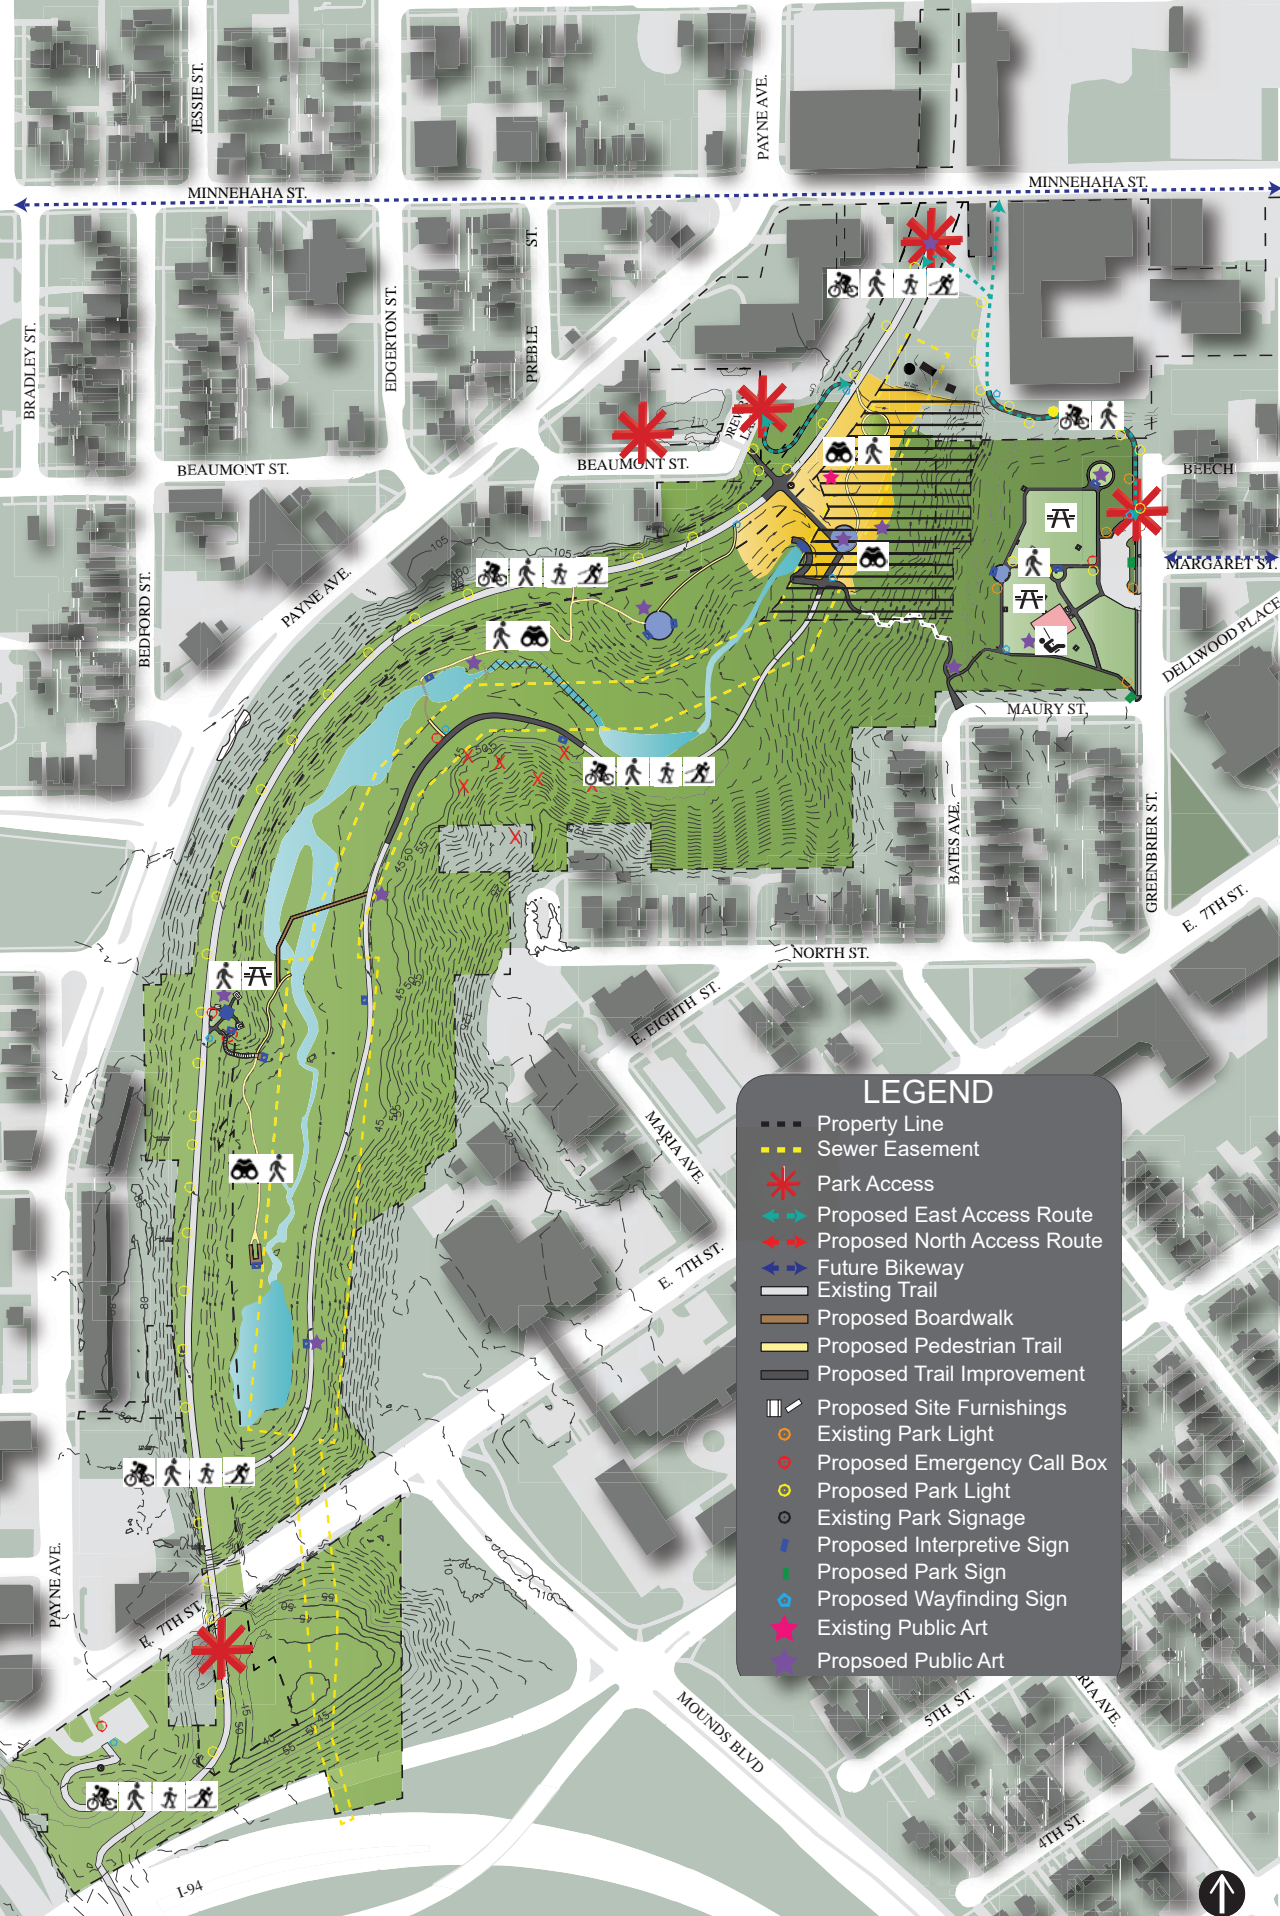 JESSIE ST.
PAYNE AVE.
MINNEHAHA ST.
MINNEHAHA ST.
BRADLEY ST.
EDGERTON ST.
PREBLE
ST.
BEAUMONT ST.
BEAUMONT ST.
BEECH
MARGARET ST.
DELLWOOD PLACE
BEDFORD ST.
PAYNE AVE.
105
105
100
MAURY ST.
BATES AVE.
GREENBRIER ST.
E. 7TH ST.
NORTH ST.
E. EIGHTH ST.
MARIA AVE.
E. 7TH ST.
LEGEND
Property Line
Sewer Easement
Park Access
Proposed East Access Route
Proposed North Access Route
Future Bikeway
Existing Trail
Proposed Boardwalk
Proposed Pedestrian Trail
Proposed Trail Improvement
Proposed Site Furnishings
Existing Park Light
Proposed Emergency Call Box
Proposed Park Light
Existing Park Signage
Proposed Interpretive Sign
Proposed Park Sign
Proposed Wayfinding Sign
Existing Public Art
Propsoed Public Art
PAYNE AVE.
E. 7TH ST.
MOUNDS BLVD
5TH ST.
RIA AVE.
4TH ST.
I-94